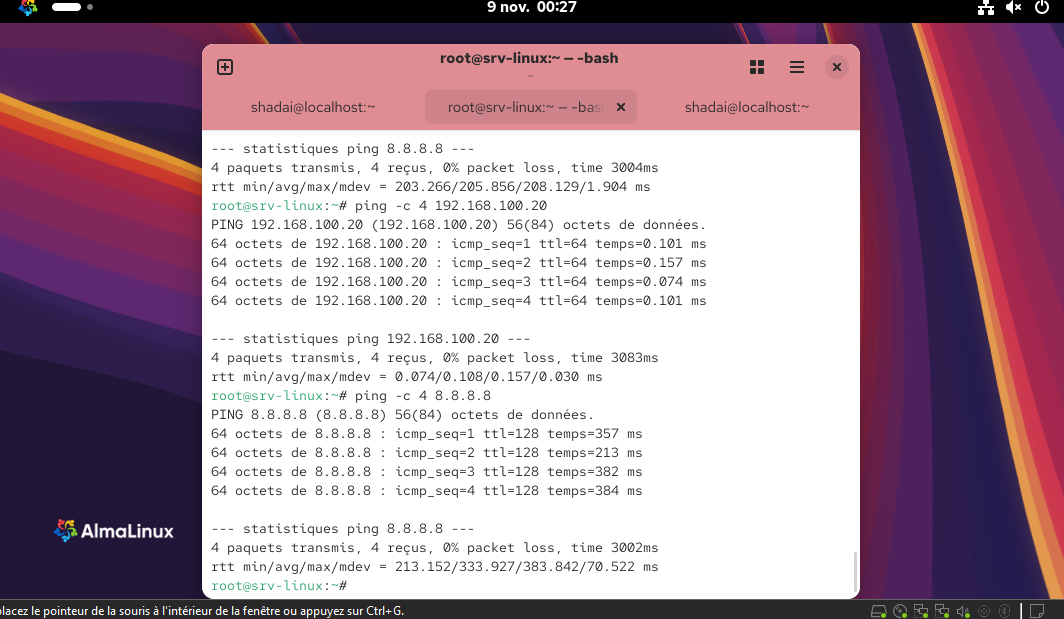 9 nov. 00:27
root@srv-linux:~ — -bash
~
shadai@localhost:~
root@srv-linux:~ — -bash
shadai@localhost:~
--- statistiques ping 8.8.8.8 ---
4 paquets transmis, 4 reçus, 0% packet loss, time 3004ms
rtt min/avg/max/mdev = 203.266/205.856/208.129/1.904 ms
root@srv-linux:~# ping -c 4 192.168.100.20
PING 192.168.100.20 (192.168.100.20) 56(84) octets de données.
64 octets de 192.168.100.20 : icmp_seq=1 ttl=64 temps=0.101 ms
64 octets de 192.168.100.20 : icmp_seq=2 ttl=64 temps=0.157 ms
64 octets de 192.168.100.20 : icmp_seq=3 ttl=64 temps=0.074 ms
64 octets de 192.168.100.20 : icmp_seq=4 ttl=64 temps=0.101 ms
--- statistiques ping 192.168.100.20 ---
4 paquets transmis, 4 reçus, 0% packet loss, time 3083ms
rtt min/avg/max/mdev = 0.074/0.108/0.157/0.030 ms
root@srv-linux:~# ping -c 4 8.8.8.8
PING 8.8.8.8 (8.8.8.8) 56(84) octets de données.
64 octets de 8.8.8.8 : icmp_seq=1 ttl=128 temps=357 ms
64 octets de 8.8.8.8 : icmp_seq=2 ttl=128 temps=213 ms
64 octets de 8.8.8.8 : icmp_seq=3 ttl=128 temps=382 ms
64 octets de 8.8.8.8 : icmp_seq=4 ttl=128 temps=384 ms
--- statistiques ping 8.8.8.8 ---
4 paquets transmis, 4 reçus, 0% packet loss, time 3002ms
rtt min/avg/max/mdev = 213.152/333.927/383.842/70.522 ms
root@srv-linux:~#
AlmaLinux
lacez le pointeur de la souris à l'intérieur de la fenêtre ou appuyez sur Ctrl+G.